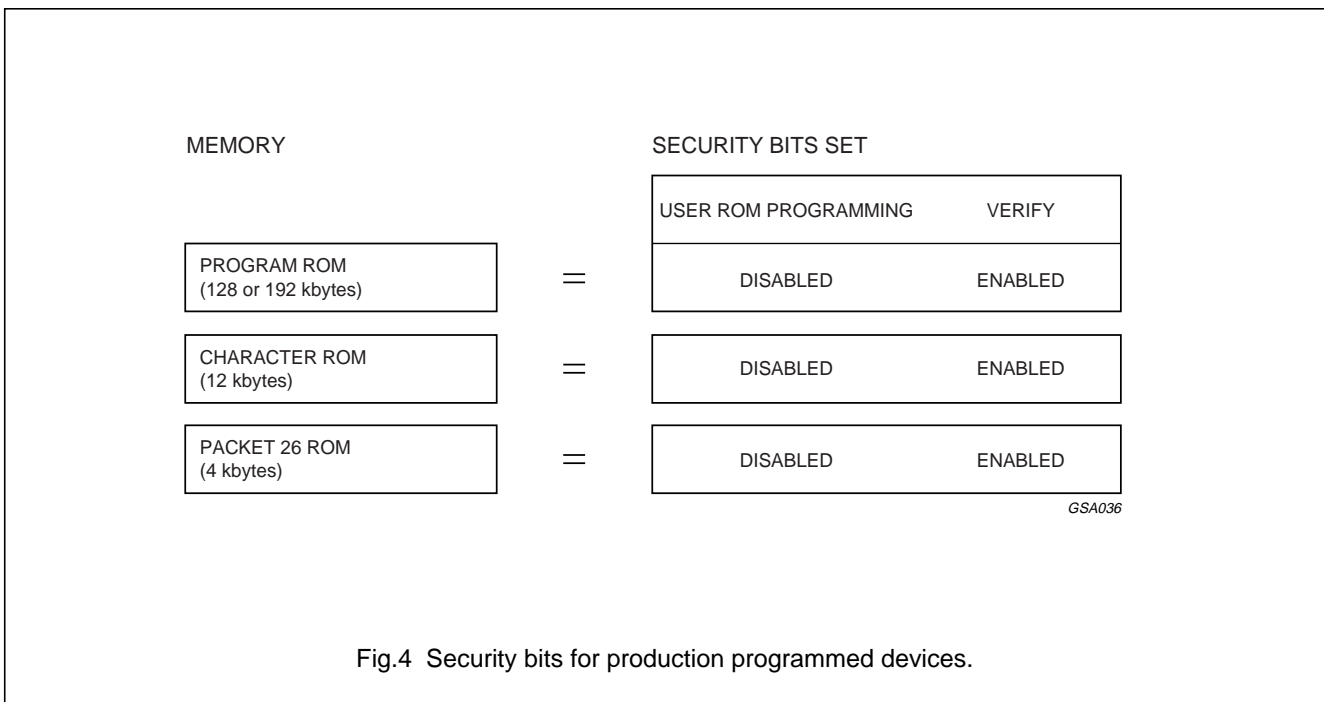 MEMORY
SECURITY BITS SET
USER ROM PROGRAMMING VERIFY
PROGRAM ROM
(128 or 192 kbytes)
=
DISABLED ENABLED
CHARACTER ROM
(12 kbytes)
=
DISABLED ENABLED
PACKET 26 ROM
(4 kbytes)
=
DISABLED ENABLED
GSA036
Fig.4 Security bits for production programmed devices.